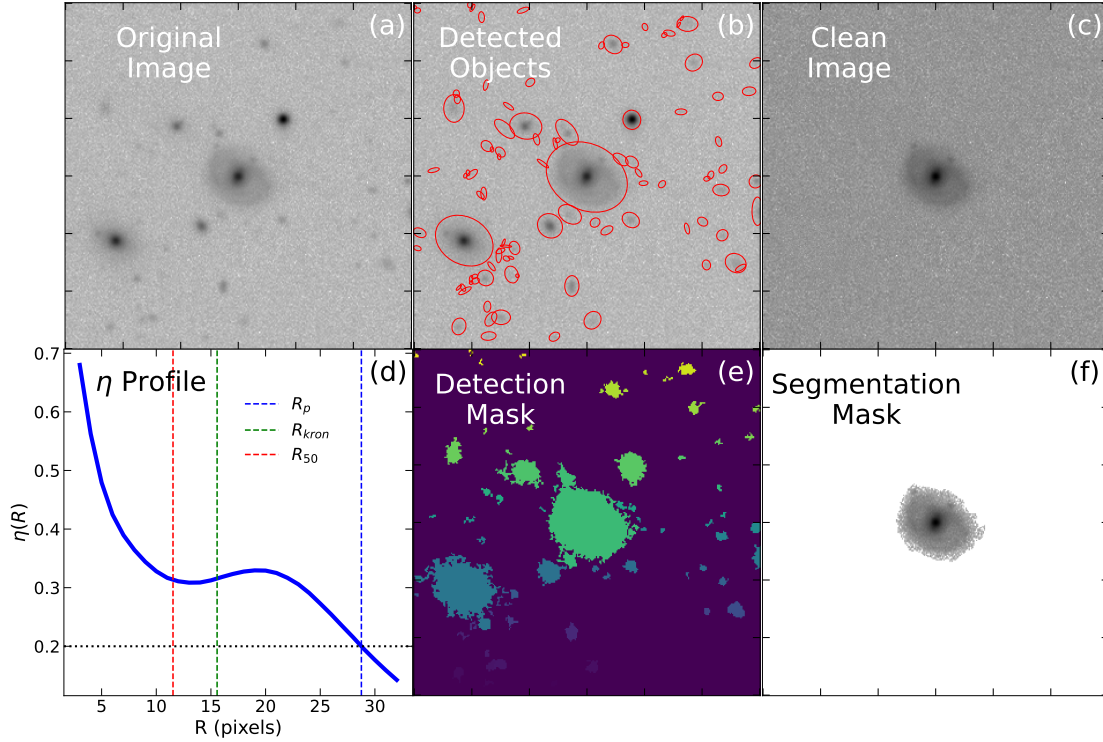 Original
Image
(a)
Detected
Objects
(b)
Clean
Image
(c)
η Profile
(d)
R_p
R_kron
R_50
0.7
0.6
0.5
0.4
0.3
0.2
η(R)
5
10
15
20
25
30
R (pixels)
Detection
Mask
(e)
Segmentation
Mask
(f)